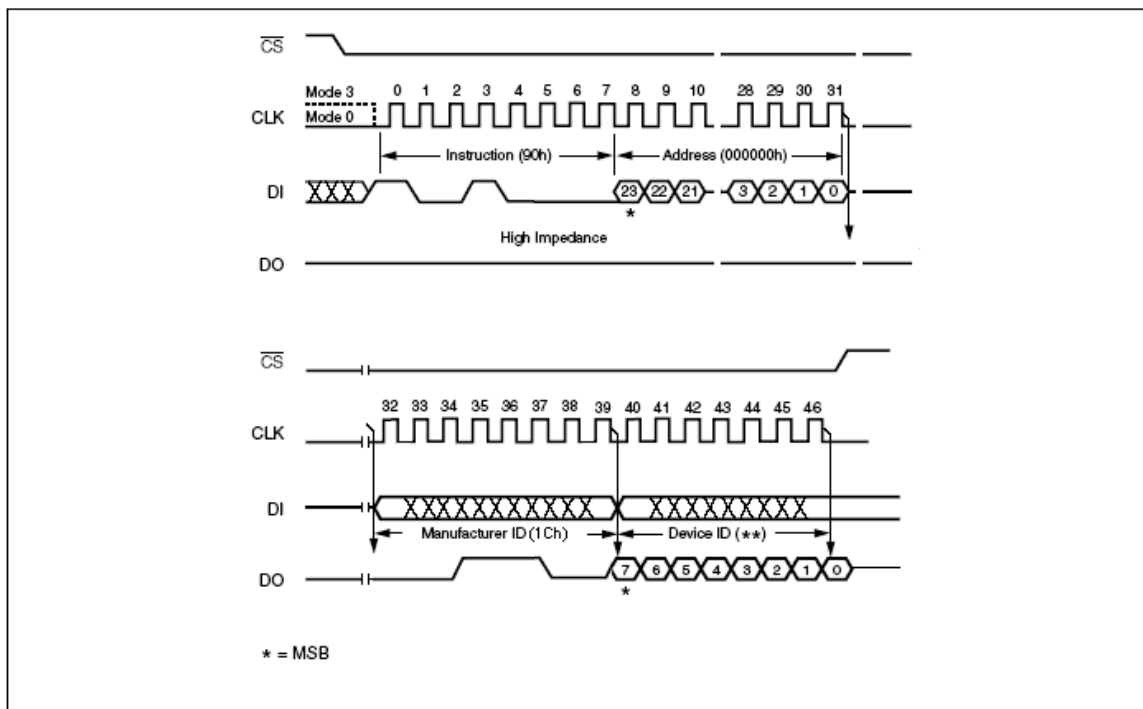 CS
Mode 3
0 1 2 3 4 5 6 7 8 9 10 28 29 30 31
CLK
Mode 0
Instruction (90h)
Address (000000h)
DI
23 22 21 3 2 1 0
*
High Impedance
DO
CS
32 33 34 35 36 37 38 39 40 41 42 43 44 45 46
CLK
DI
Manufacturer ID (1Ch)
Device ID (**)
DO
7 6 5 4 3 2 1 0
*
* = MSB